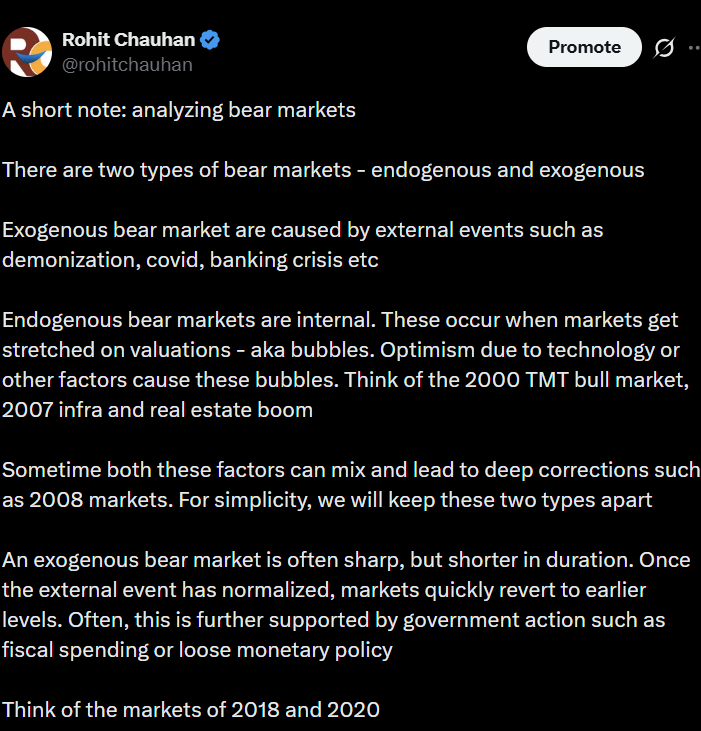 Rohit Chauhan
@rohitchauhan
Promote
A short note: analyzing bear markets
There are two types of bear markets - endogenous and exogenous
Exogenous bear market are caused by external events such as
demonization, covid, banking crisis etc
Endogenous bear markets are internal. These occur when markets get
stretched on valuations - aka bubbles. Optimism due to technology or
other factors cause these bubbles. Think of the 2000 TMT bull market,
2007 infra and real estate boom
Sometime both these factors can mix and lead to deep corrections such
as 2008 markets. For simplicity, we will keep these two types apart
An exogenous bear market is often sharp, but shorter in duration. Once
the external event has normalized, markets quickly revert to earlier
levels. Often, this is further supported by government action such as
fiscal spending or loose monetary policy
Think of the markets of 2018 and 2020